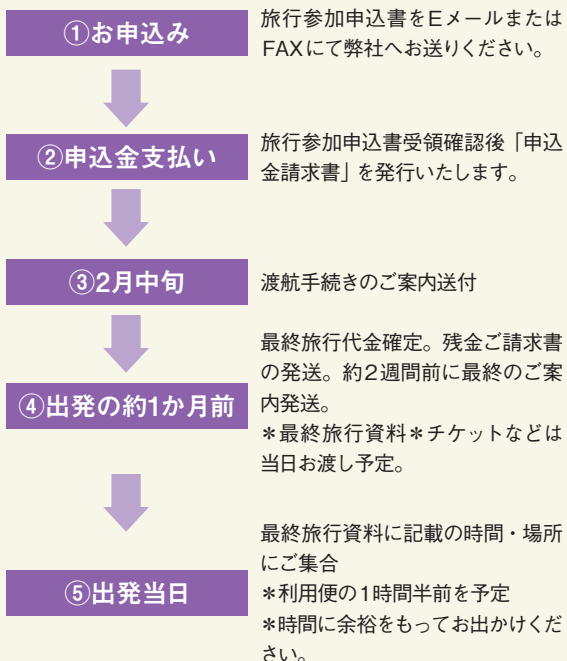 ①お申込み
旅行参加申込書をEメールまたは
FAXにて弊社へお送りください。
②申込金支払い
旅行参加申込書受領確認後「申込
金請求書」を発行いたします。
③2月中旬
渡航手続きのご案内送付
④出発の約1か月前
最終旅行代金確定。残金ご請求書
の発送。約2週間前に最終のご案
内発送。
＊最終旅行資料＊チケットなどは
当日お渡し予定。
⑤出発当日
最終旅行資料に記載の時間・場所
にご集合
＊利用便の1時間半前を予定
＊時間に余裕をもってお出かけくだ
さい。